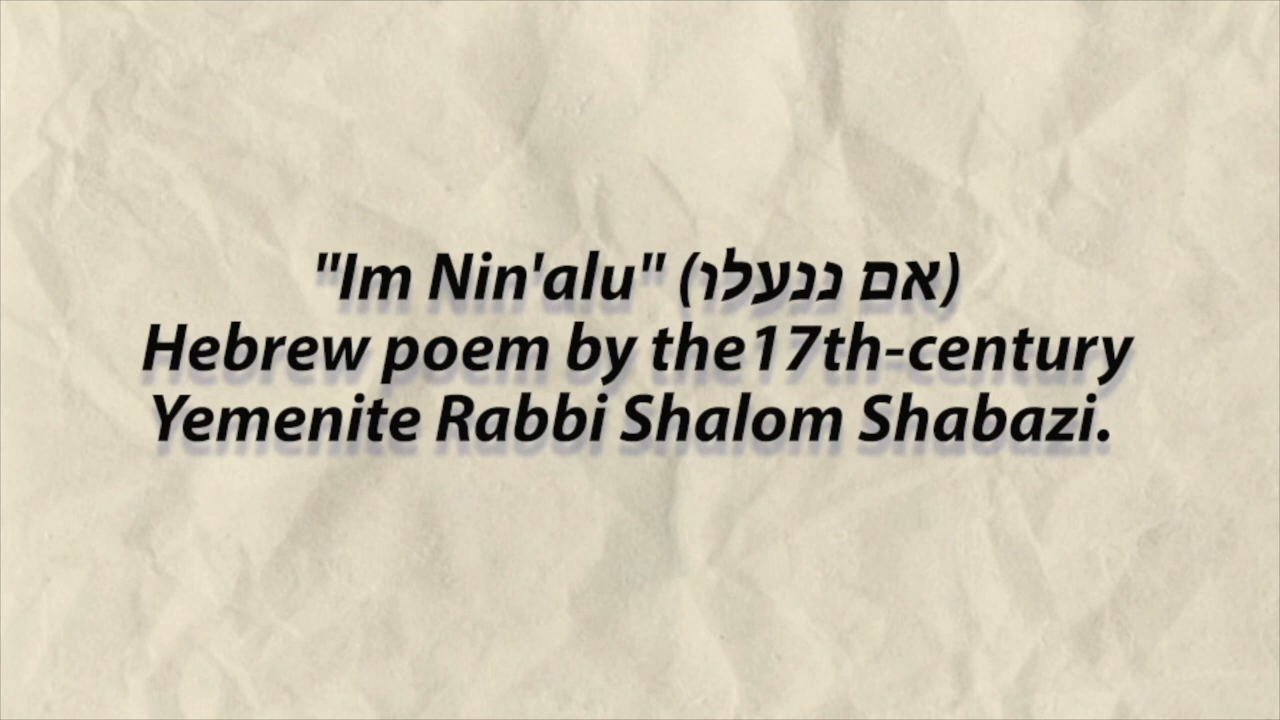 "Im Nin'alu" (אם ננעלו)
Hebrew poem by the17th-century
Yemenite Rabbi Shalom Shabazi.